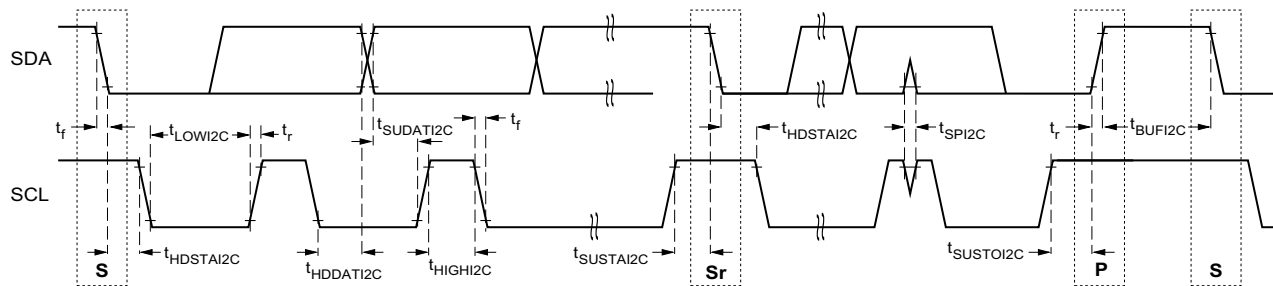 SDA
t_f t_LOWI2C t_r t_SUDATI2C t_f t_HDSTAI2C t_SPI2C t_r t_BUFI2C
SCL
t_HDSTAI2C t_HDDATI2C t_HIGHI2C t_SUSTAI2C t_SUSTOI2C
S Sr P S